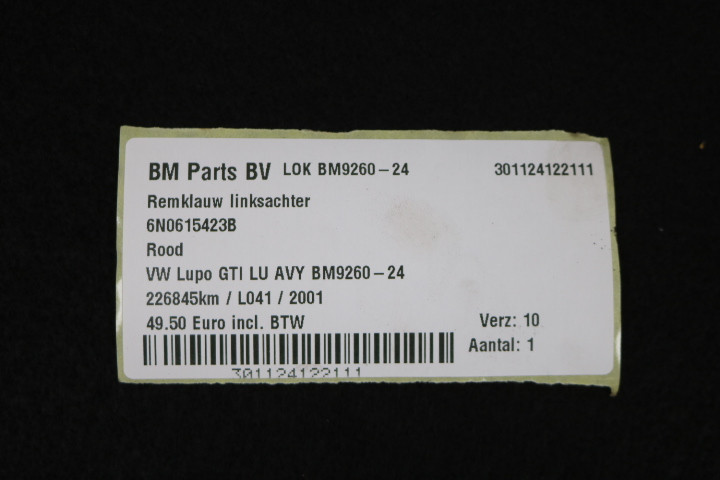 BM Parts BV LOK BM9260-24 301124122111
Remklauw linksachter
6N0615423B
Rood
VW Lupo GTI LU AVY BM9260-24
226845km / L041 / 2001
49.50 Euro incl. BTW Verz: 10
Aantal: 1
301124122111